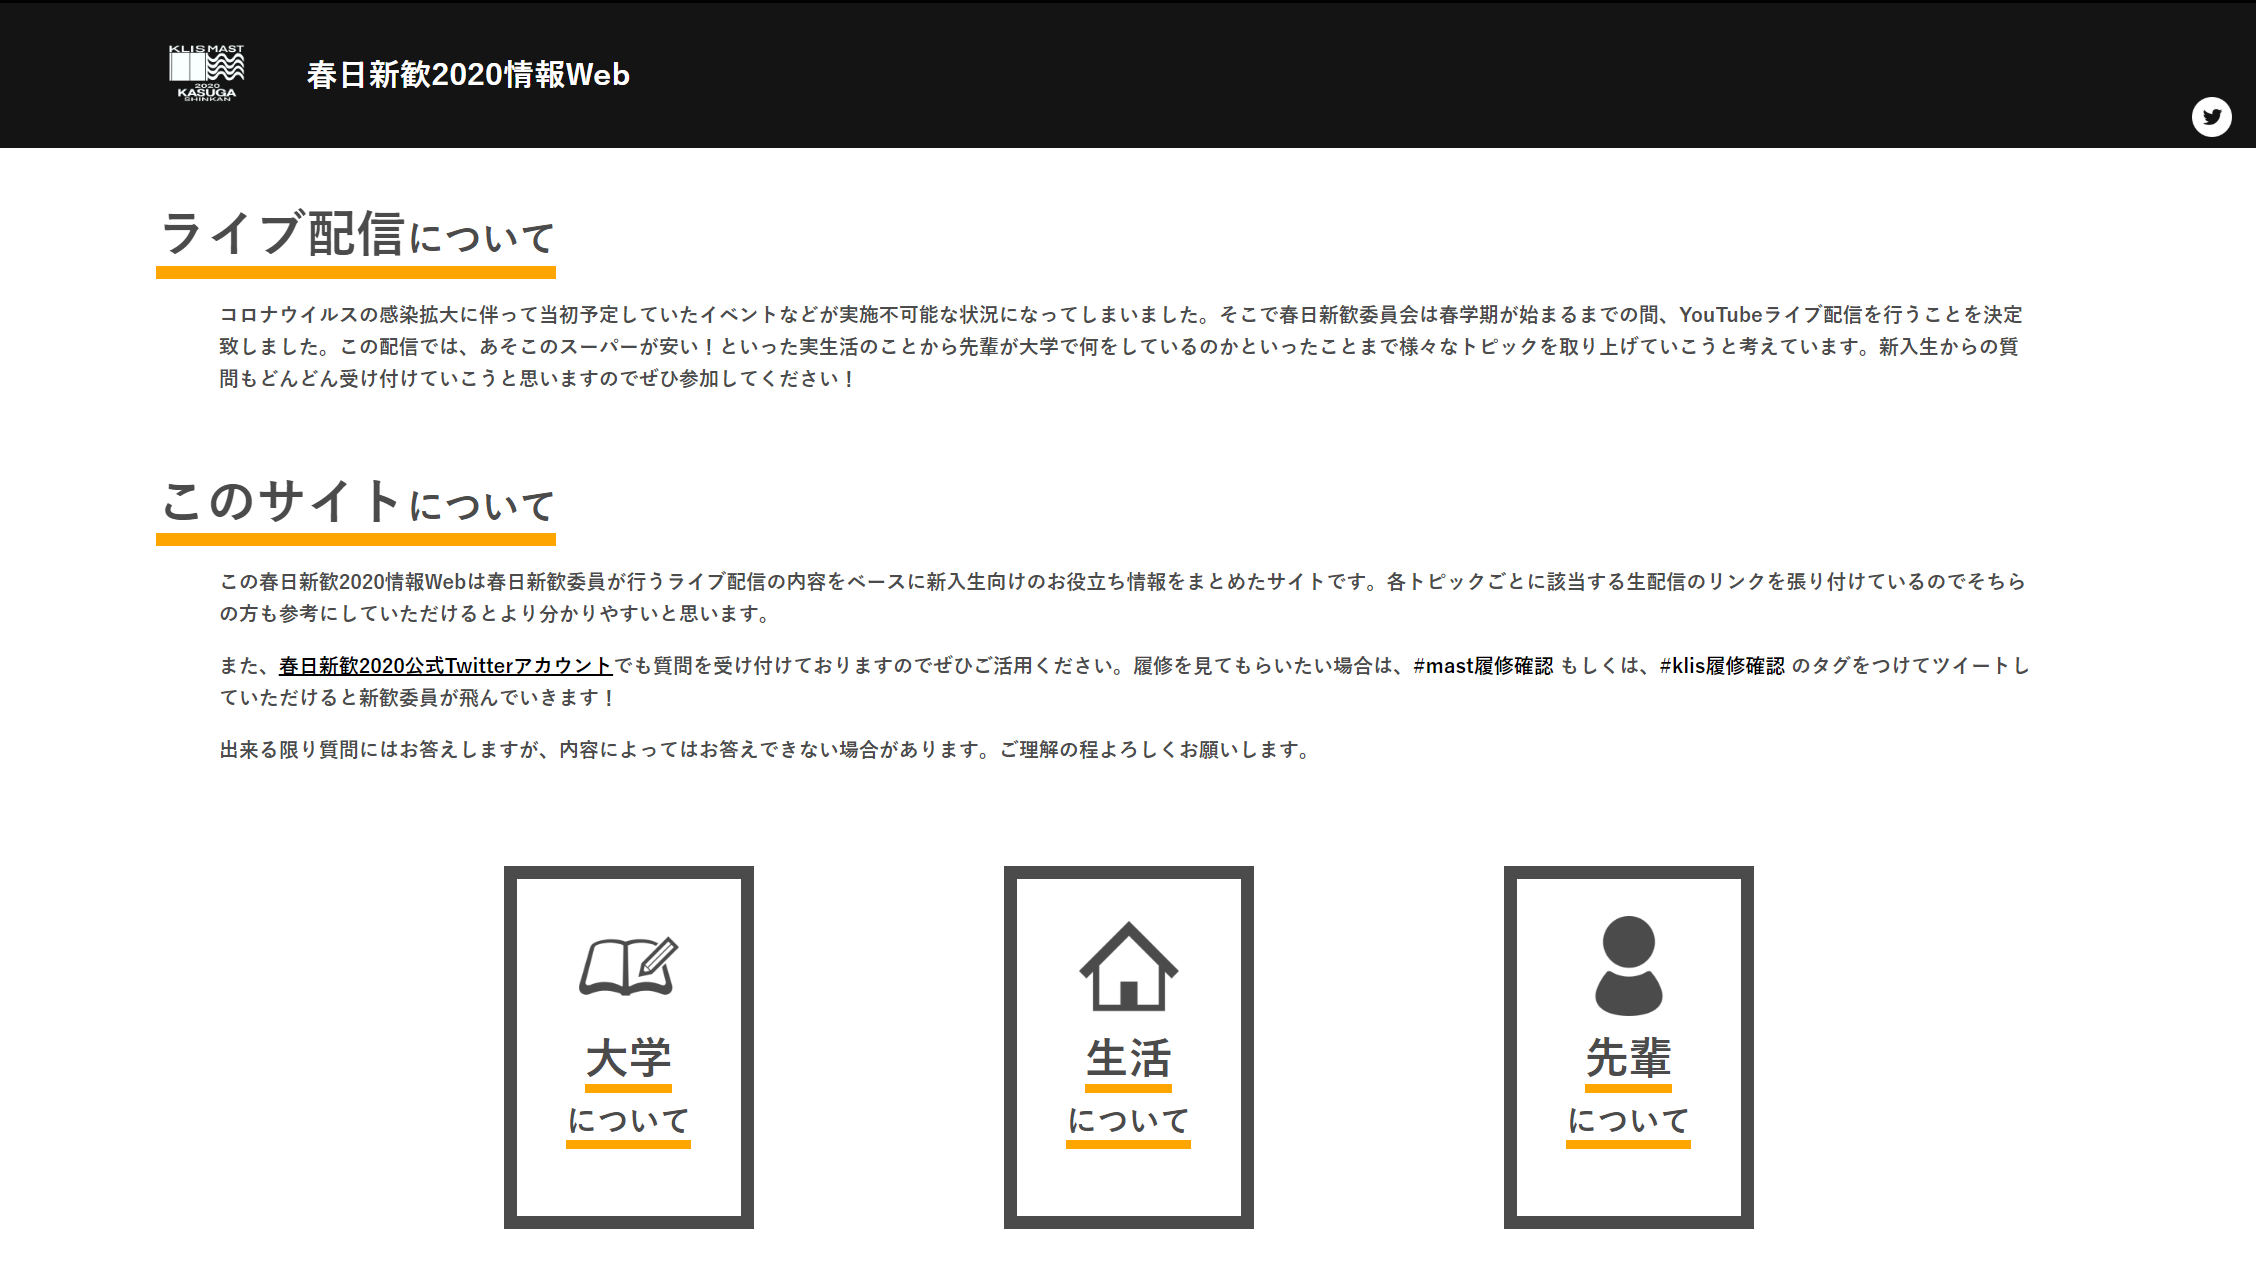 KLIS MAST
2020
KASUGA
SHINKAN
春日新歓2020情報Web
ライブ配信について
コロナウイルスの感染拡大に伴って当初予定していたイベントなどが実施不可能な状況になってしまいました。そこで春日新歓委員会は春学期が始まるまでの間、YouTubeライブ配信を行うことを決定
致しました。この配信では、あそこのスーパーが安い！といった実生活のことから先輩が大学で何をしているのかといったことまで様々なトピックを取り上げていこうと考えています。新入生からの質
問もどんどん受け付けていこうと思いますのでぜひ参加してください！
このサイトについて
この春日新歓2020情報Webは春日新歓委員が行うライブ配信の内容をベースに新入生向けのお役立ち情報をまとめたサイトです。各トピックごとに該当する生配信のリンクを張り付けているのでそちら
の方も参考にしていただけるとより分かりやすいと思います。
また、春日新歓2020公式Twitterアカウントでも質問を受け付けておりますのでぜひご活用ください。履修を見てもらいたい場合は、#mast履修確認 もしくは、#klis履修確認 のタグをつけてツイートし
ていただけると新歓委員が飛んでいきます！
出来る限り質問にはお答えしますが、内容によってはお答えできない場合があります。ご理解の程よろしくお願いします。
大学
について
生活
について
先輩
について